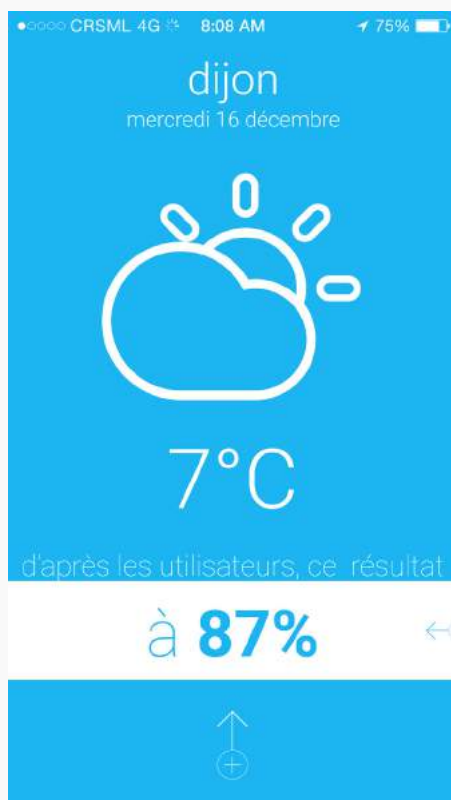 CRSML 4G 8:08 AM 75%
dijon
mercredi 16 décembre
7°C
d'après les utilisateurs, ce résultat
à 87%